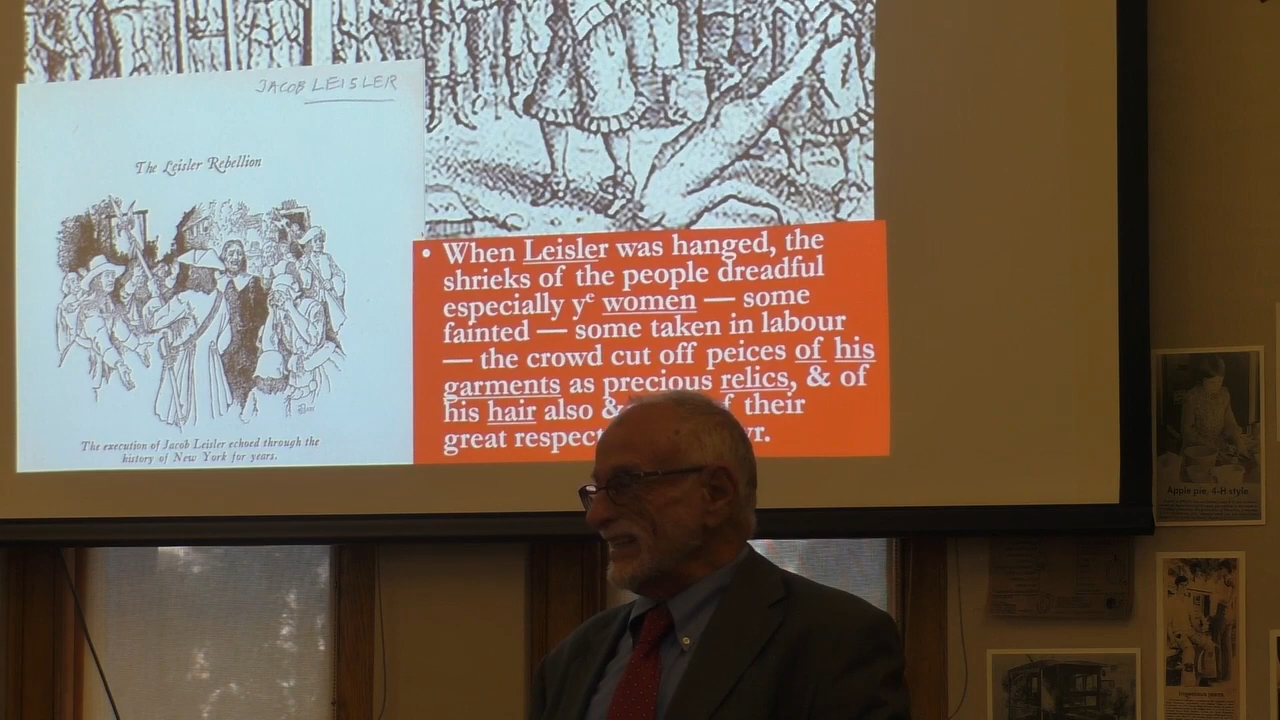 JACOB LEISLER
The Leisler Rebellion
The execution of Jacob Leisler echoed through the
history of New York for years.
• When Leisler was hanged, the
shrieks of the people dreadful
especially yᵉ women — some
fainted — some taken in labour
— the crowd cut off peices of his
garments as precious relics, & of
his hair also & of their
great respect yr.
Apple pie, 4-H style.